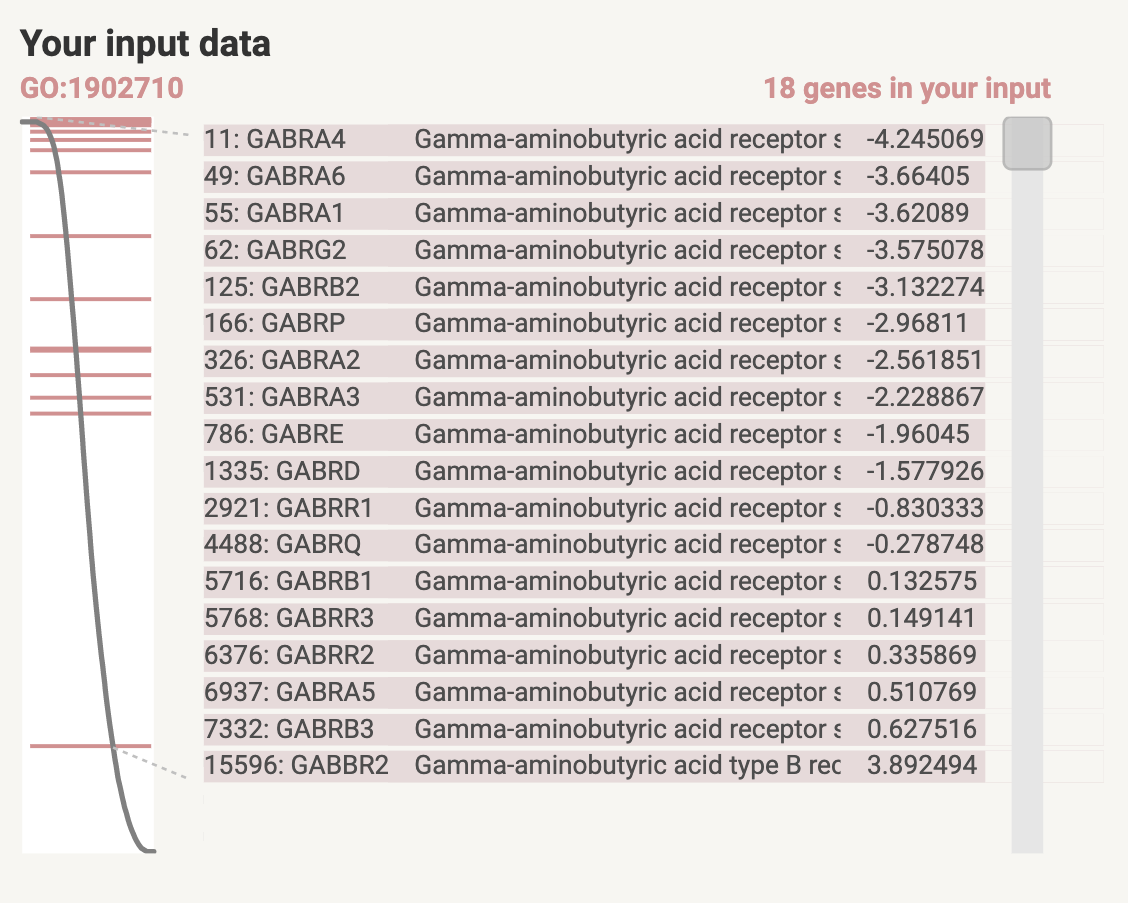 Your input data
GO:1902710 18 genes in your input
11: GABRA4 Gamma-aminobutyric acid receptor s -4.245069
49: GABRA6 Gamma-aminobutyric acid receptor s -3.66405
55: GABRA1 Gamma-aminobutyric acid receptor s -3.62089
62: GABRG2 Gamma-aminobutyric acid receptor s -3.575078
125: GABRB2 Gamma-aminobutyric acid receptor s -3.132274
166: GABRP Gamma-aminobutyric acid receptor s -2.96811
326: GABRA2 Gamma-aminobutyric acid receptor s -2.561851
531: GABRA3 Gamma-aminobutyric acid receptor s -2.228867
786: GABRE Gamma-aminobutyric acid receptor s -1.96045
1335: GABRD Gamma-aminobutyric acid receptor s -1.577926
2921: GABRR1 Gamma-aminobutyric acid receptor s -0.830333
4488: GABRQ Gamma-aminobutyric acid receptor s -0.278748
5716: GABRB1 Gamma-aminobutyric acid receptor s 0.132575
5768: GABRR3 Gamma-aminobutyric acid receptor s 0.149141
6376: GABRR2 Gamma-aminobutyric acid receptor s 0.335869
6937: GABRA5 Gamma-aminobutyric acid receptor s 0.510769
7332: GABRB3 Gamma-aminobutyric acid receptor s 0.627516
15596: GABBR2 Gamma-aminobutyric acid type B rec 3.892494